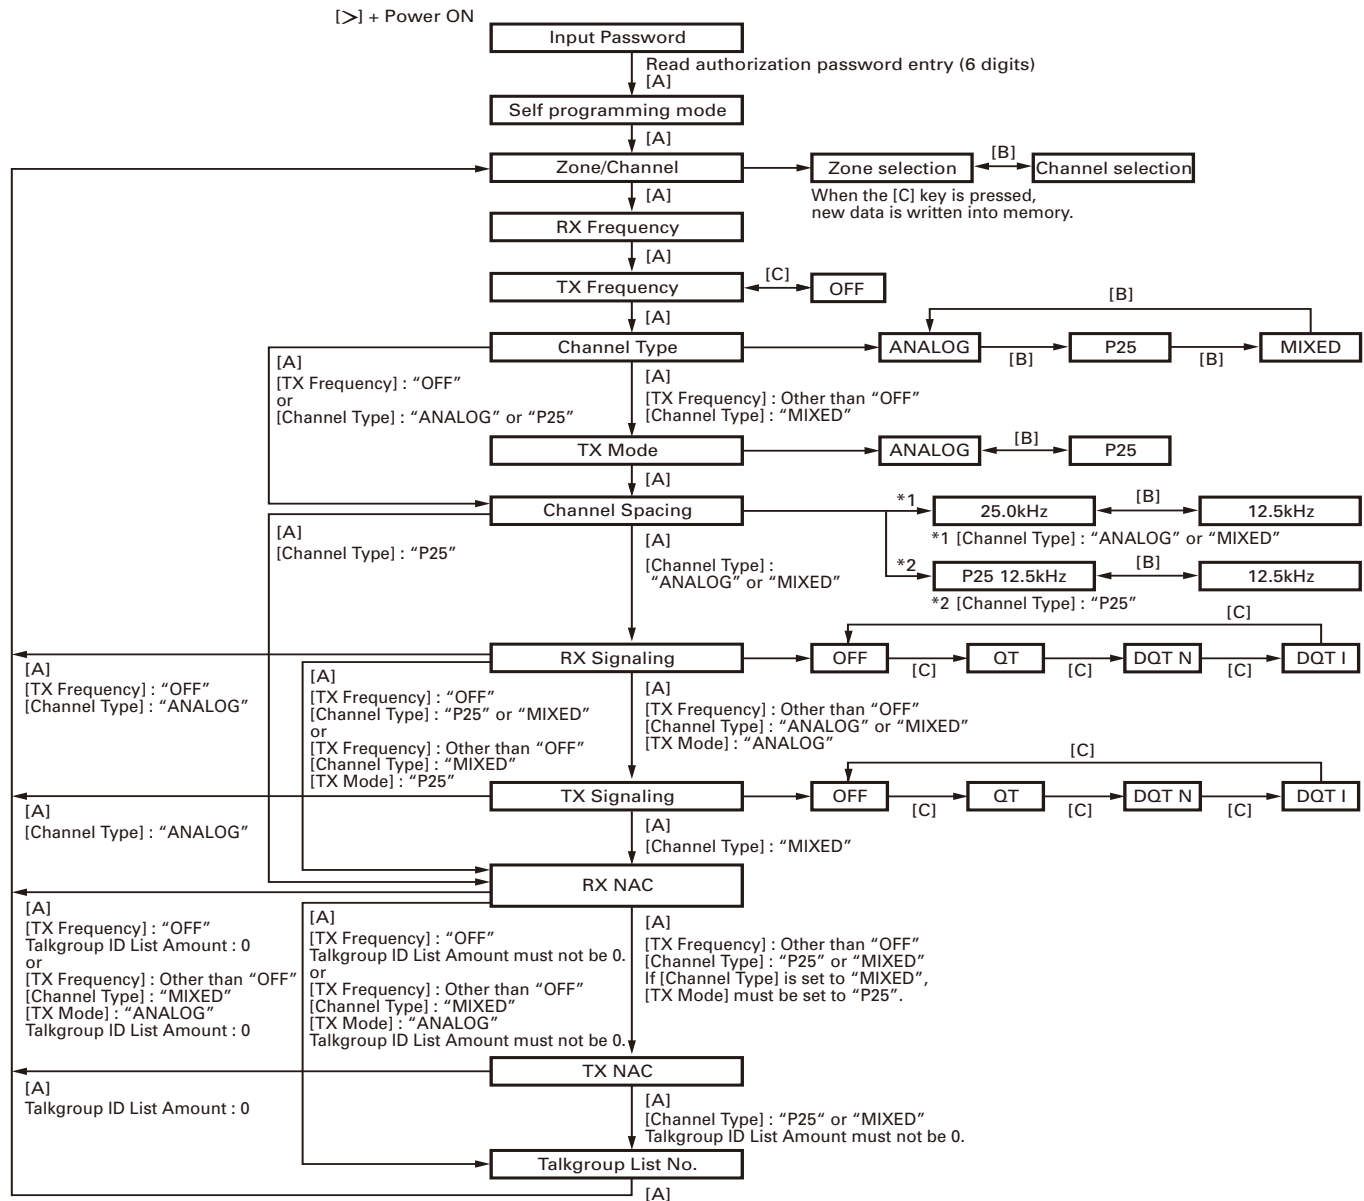 [>] + Power ON
Input Password
Read authorization password entry (6 digits)
[A]
Self programming mode
[A]
Zone/Channel
Zone selection
[B]
Channel selection
When the [C] key is pressed,
new data is written into memory.
[A]
RX Frequency
[A]
TX Frequency
[C]
OFF
[A]
Channel Type
ANALOG
[B]
P25
[B]
MIXED
[B]
[A]
[TX Frequency] : “OFF”
or
[Channel Type] : “ANALOG” or “P25”
[A]
[TX Frequency] : Other than “OFF”
[Channel Type] : “MIXED”
TX Mode
ANALOG
[B]
P25
[A]
Channel Spacing
*1
25.0kHz
[B]
12.5kHz
*1 [Channel Type] : “ANALOG” or “MIXED”
*2
P25 12.5kHz
[B]
12.5kHz
*2 [Channel Type] : “P25”
[A]
[Channel Type] : “P25”
[A]
[Channel Type] :
“ANALOG” or “MIXED”
RX Signaling
OFF
[C]
QT
[C]
DQT N
[C]
DQT I
[C]
[A]
[TX Frequency] : “OFF”
[Channel Type] : “ANALOG”
[A]
[TX Frequency] : “OFF”
[Channel Type] : “P25” or “MIXED”
or
[TX Frequency] : Other than “OFF”
[Channel Type] : “MIXED”
[TX Mode] : “P25”
[A]
[TX Frequency] : Other than “OFF”
[Channel Type] : “ANALOG” or “MIXED”
[TX Mode] : “ANALOG”
TX Signaling
OFF
[C]
QT
[C]
DQT N
[C]
DQT I
[C]
[A]
[Channel Type] : “ANALOG”
[A]
[Channel Type] : “MIXED”
RX NAC
[A]
[TX Frequency] : “OFF”
Talkgroup ID List Amount : 0
or
[TX Frequency] : Other than “OFF”
[Channel Type] : “MIXED”
[TX Mode] : “ANALOG”
Talkgroup ID List Amount : 0
[A]
[TX Frequency] : “OFF”
Talkgroup ID List Amount must not be 0.
or
[TX Frequency] : Other than “OFF”
[Channel Type] : “MIXED”
[TX Mode] : “ANALOG”
Talkgroup ID List Amount must not be 0.
[A]
[TX Frequency] : Other than “OFF”
[Channel Type] : “P25” or “MIXED”
If [Channel Type] is set to “MIXED”,
[TX Mode] must be set to “P25”.
TX NAC
[A]
Talkgroup ID List Amount : 0
[A]
[Channel Type] : “P25“ or “MIXED”
Talkgroup ID List Amount must not be 0.
Talkgroup List No.
[A]